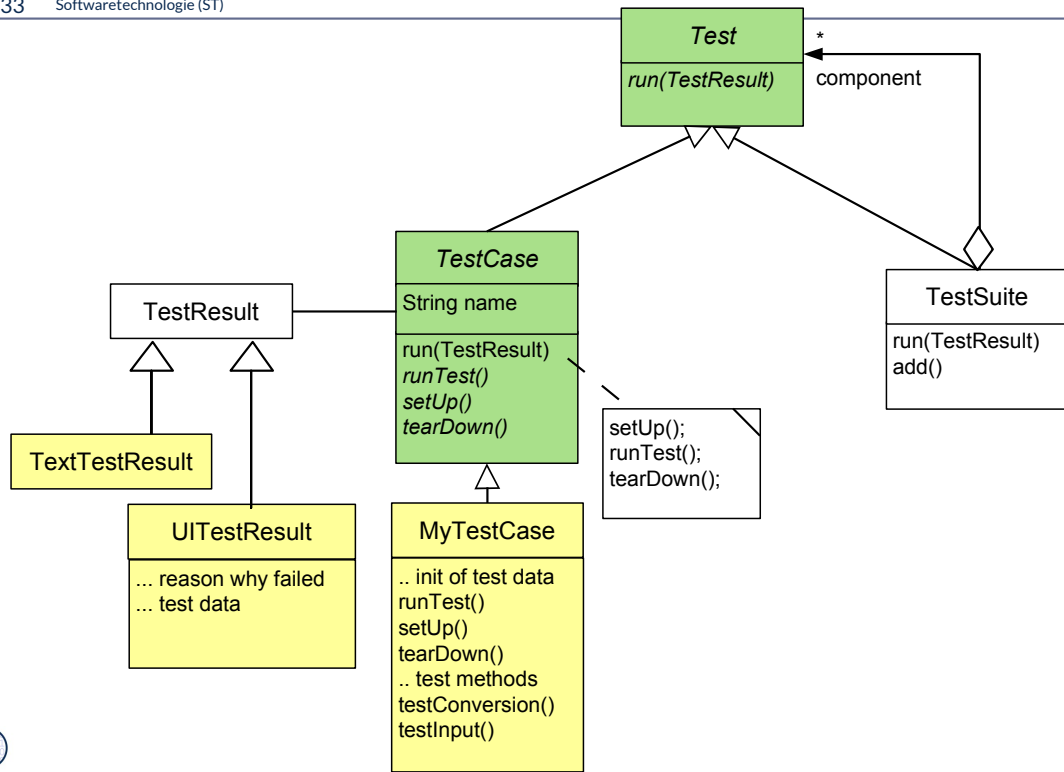 33 Softwaretechnologie (ST)
Test
run(TestResult)
*
component
TestCase
String name
run(TestResult)
runTest()
setUp()
tearDown()
TestResult
TestSuite
run(TestResult)
add()
setUp();
runTest();
tearDown();
TextTestResult
UITestResult
... reason why failed
... test data
MyTestCase
.. init of test data
runTest()
setUp()
tearDown()
.. test methods
testConversion()
testInput()